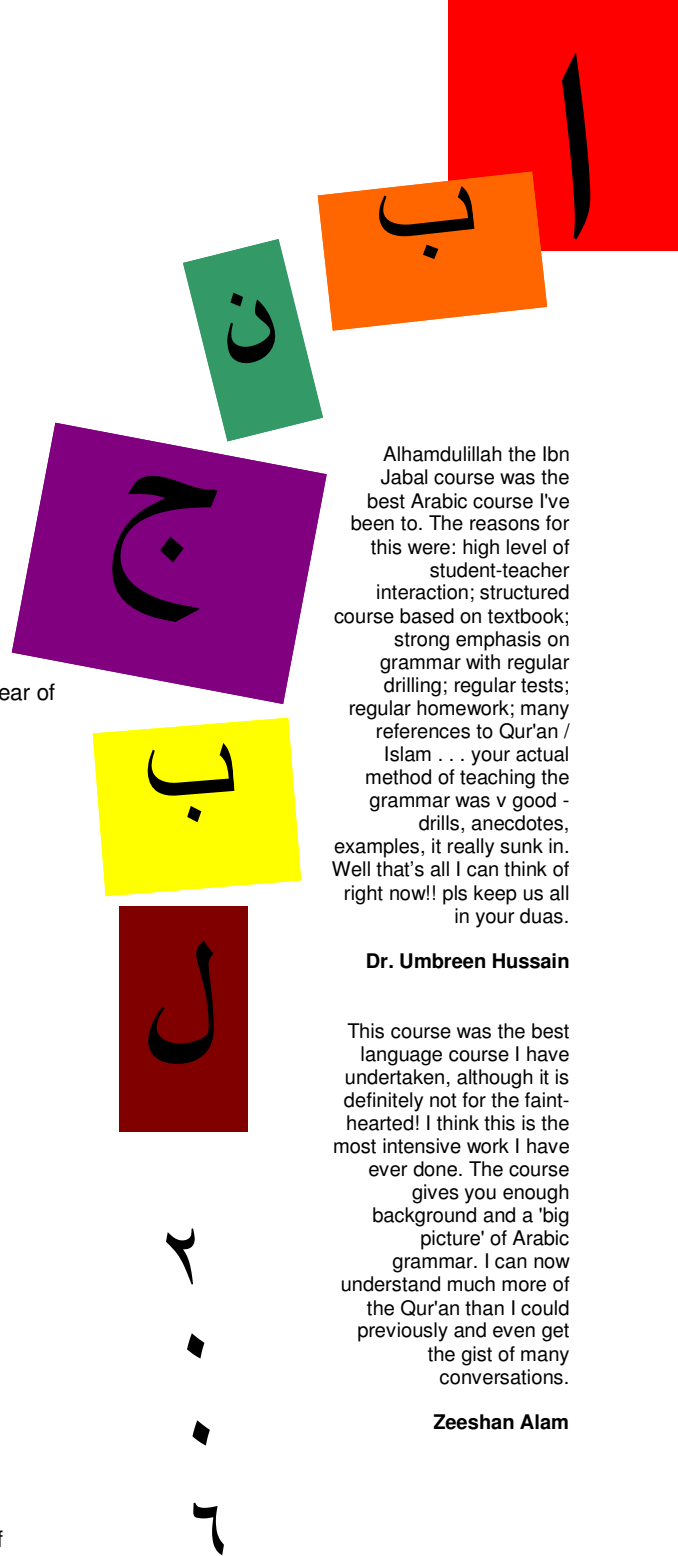 ا
ب
ن
ج
ب
ل
٢
٠
٠
٦
ear of
Alhamdulillah the Ibn
Jabal course was the
best Arabic course I've
been to. The reasons for
this were: high level of
student-teacher
interaction; structured
course based on textbook;
strong emphasis on
grammar with regular
drilling; regular tests;
regular homework; many
references to Qur'an /
Islam . . . your actual
method of teaching the
grammar was v good -
drills, anecdotes,
examples, it really sunk in.
Well that’s all I can think of
right now!! pls keep us all
in your duas.
Dr. Umbreen Hussain
This course was the best
language course I have
undertaken, although it is
definitely not for the faint-
hearted! I think this is the
most intensive work I have
ever done. The course
gives you enough
background and a 'big
picture' of Arabic
grammar. I can now
understand much more of
the Qur'an than I could
previously and even get
the gist of many
conversations.
Zeeshan Alam